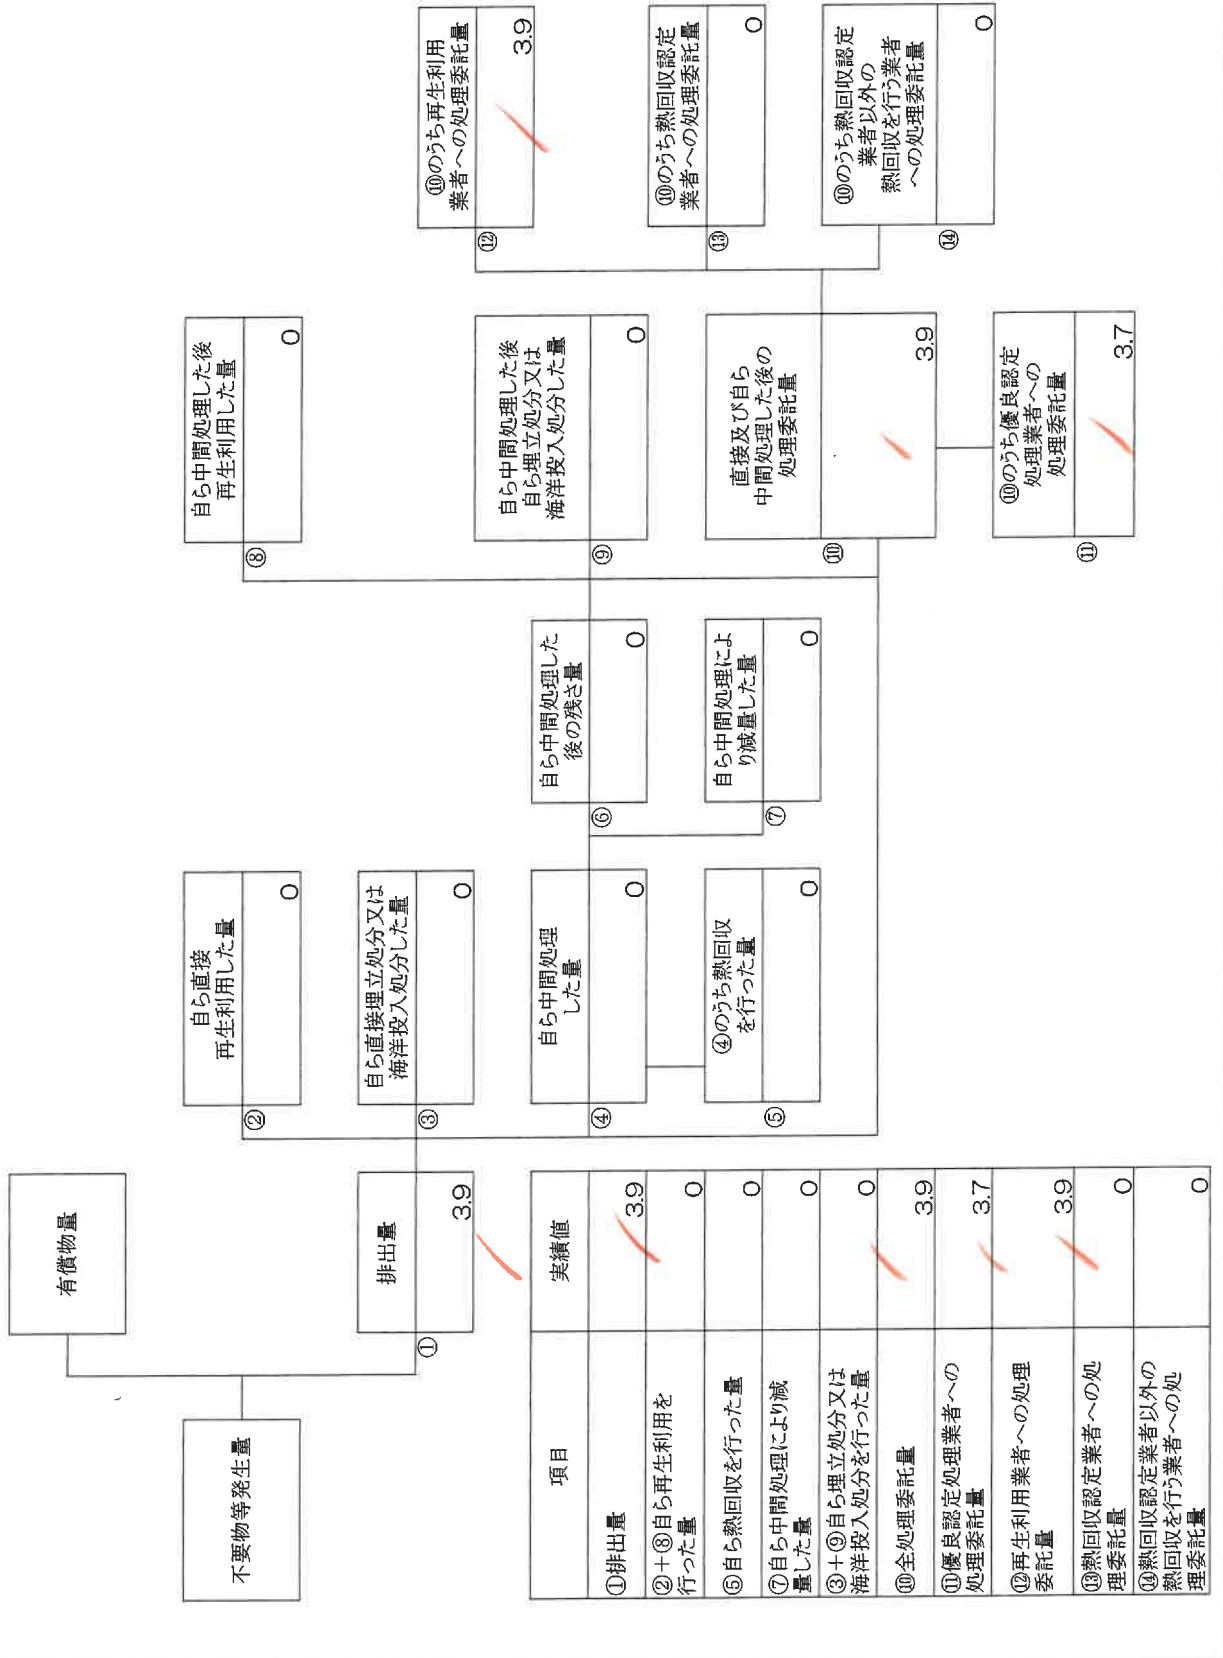 不要物等発生量
有償物量
①
排出量
3.9
②
自ら直接
再生利用した量
0
③
自ら直接埋立処分又は
海洋投入処分した量
0
④
自ら中間処理
した量
0
⑤
④のうち熱回収
を行った量
0
⑥
自ら中間処理した
後の残さ量
0
⑦
自ら中間処理によ
り減量した量
0
⑧
自ら中間処理した後
再生利用した量
0
⑨
自ら中間処理した後
自ら埋立処分又は
海洋投入処分した量
0
⑩
直接及び自ら
中間処理した後の
処理委託量
3.9
⑪
⑩のうち優良認定
処理業者への
処理委託量
3.7
⑫
⑩のうち再生利用
業者への処理委託量
3.9
⑬
⑩のうち熱回収認定
業者への処理委託量
0
⑭
⑩のうち熱回収認定
業者以外の
熱回収を行う業者
への処理委託量
0
項目 実績値
①排出量 3.9
②+⑧自ら再生利用を
行った量 0
⑤自ら熱回収を行った量 0
⑦自ら中間処理により減
量した量 0
③+⑨自ら埋立処分又は
海洋投入処分を行った量 0
⑩全処理委託量 3.9
⑪優良認定処理業者への
処理委託量 3.7
⑫再生利用業者への処理
委託量 3.9
⑬熱回収認定業者への処
理委託量 0
⑭熱回収認定業者以外の
熱回収を行う業者への処
理委託量 0